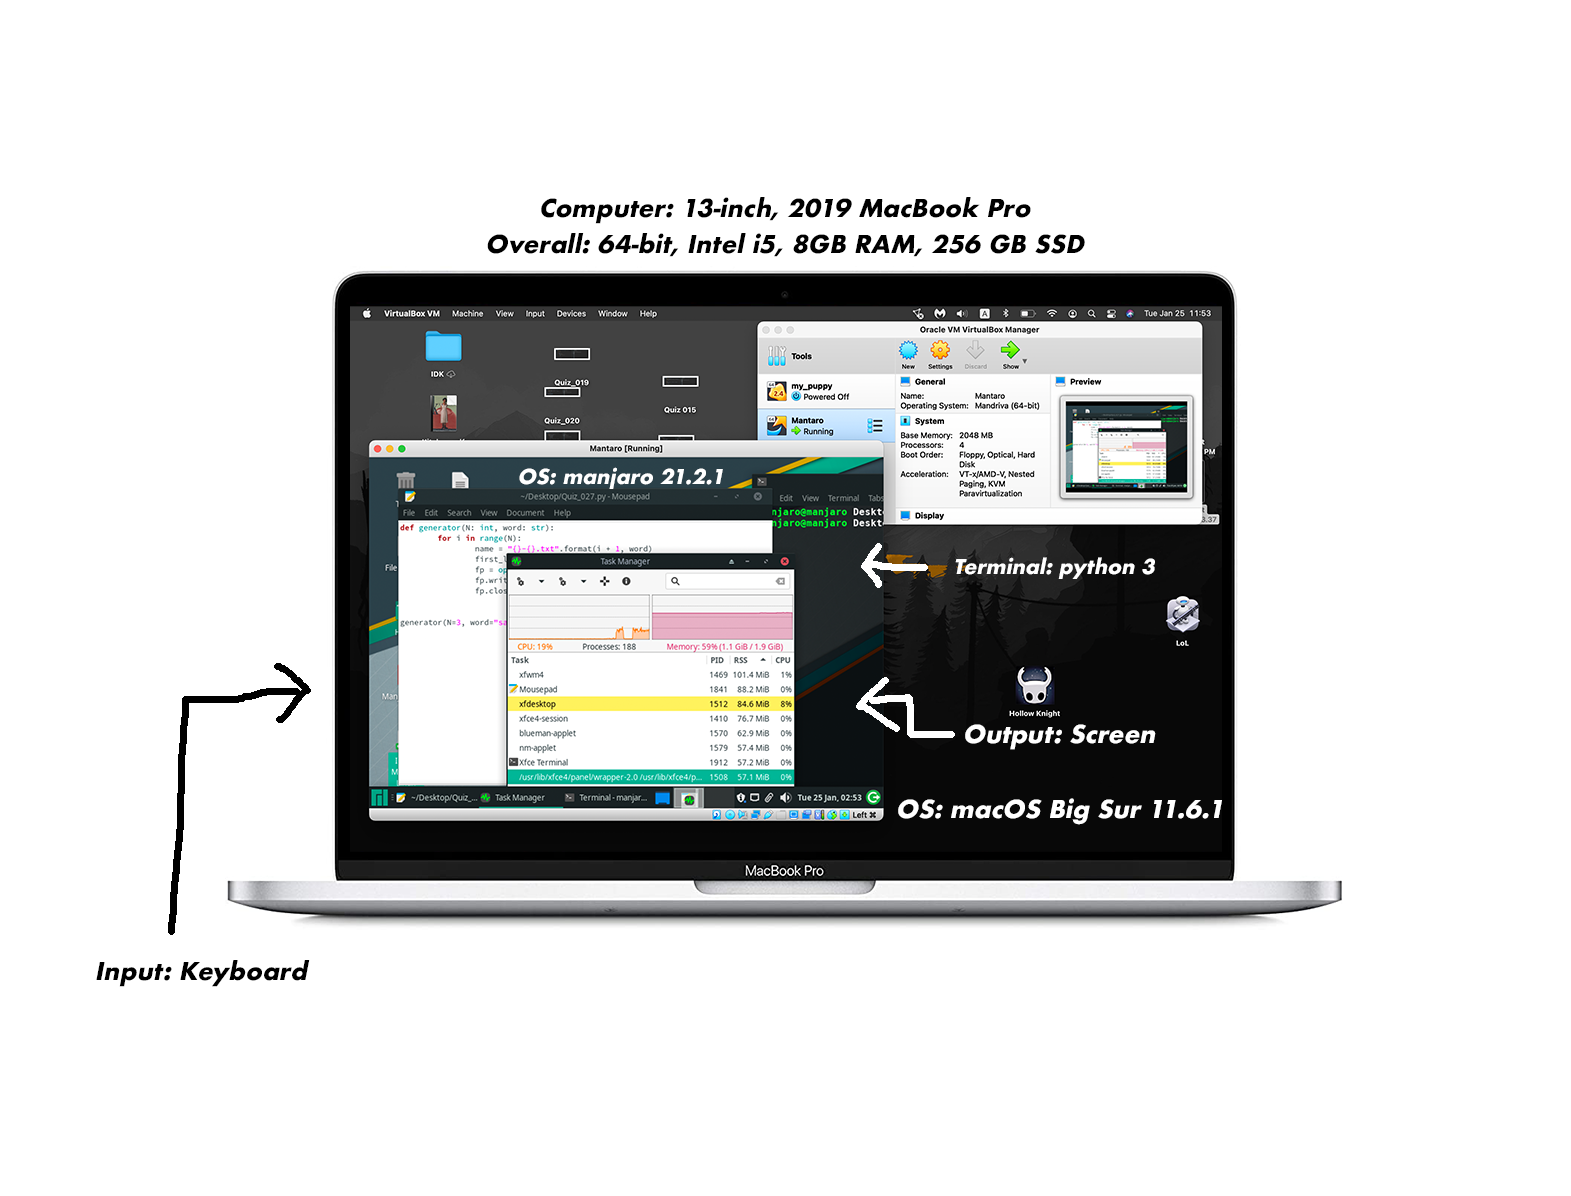 Computer: 13-inch, 2019 MacBook Pro
Overall: 64-bit, Intel i5, 8GB RAM, 256 GB SSD
VirtualBox VM Machine View Input Devices Window Help
A Tue Jan 25 11:53
Oracle VM VirtualBox Manager
Tools
New Settings Discard Show
my_puppy
Powered Off
Mantaro
Running
General
Name: Mantaro
Operating System: Mandriva (64-bit)
System
Base Memory: 2048 MB
Processors: 4
Boot Order: Floppy, Optical, Hard
Disk
Acceleration: VT-x/AMD-V, Nested
Paging, KVM
Paravirtualization
Display
Preview
PM
3.37
IDK
Quiz_019
Quiz_020
Quiz 015
Mantaro [Running]
OS: manjaro 21.2.1
~/Desktop/Quiz_027.py - Mousepad
File Edit Search View Document Help
def generator(N: int, word: str):
for i in range(N):
name = "{}-{}.txt".format(i + 1, word)
first_l
fp = op
fp.writ
fp.clos
generator(N=3, word="sa
Edit View Terminal Tabs
njaro@manjaro Deskt
njaro@manjaro Deskt
File
Man
Task Manager
CPU: 19% Processes: 188 Memory: 59% (1.1 GiB / 1.9 GiB)
Task PID RSS CPU
xfwm4 1469 101.4 MiB 1%
Mousepad 1841 88.2 MiB 0%
xfdesktop 1512 84.6 MiB 8%
xfce4-session 1410 76.7 MiB 0%
blueman-applet 1570 62.9 MiB 0%
nm-applet 1579 57.4 MiB 0%
Xfce Terminal 1912 57.2 MiB 0%
/usr/lib/xfce4/panel/wrapper-2.0 /usr/lib/xfce4/p... 1508 57.1 MiB 0%
~/Desktop/Quiz_... Task Manager Terminal - manjar... Tue 25 Jan, 02:53
Left ⌘
Terminal: python 3
LoL
Hollow Knight
Output: Screen
OS: macOS Big Sur 11.6.1
MacBook Pro
Input: Keyboard